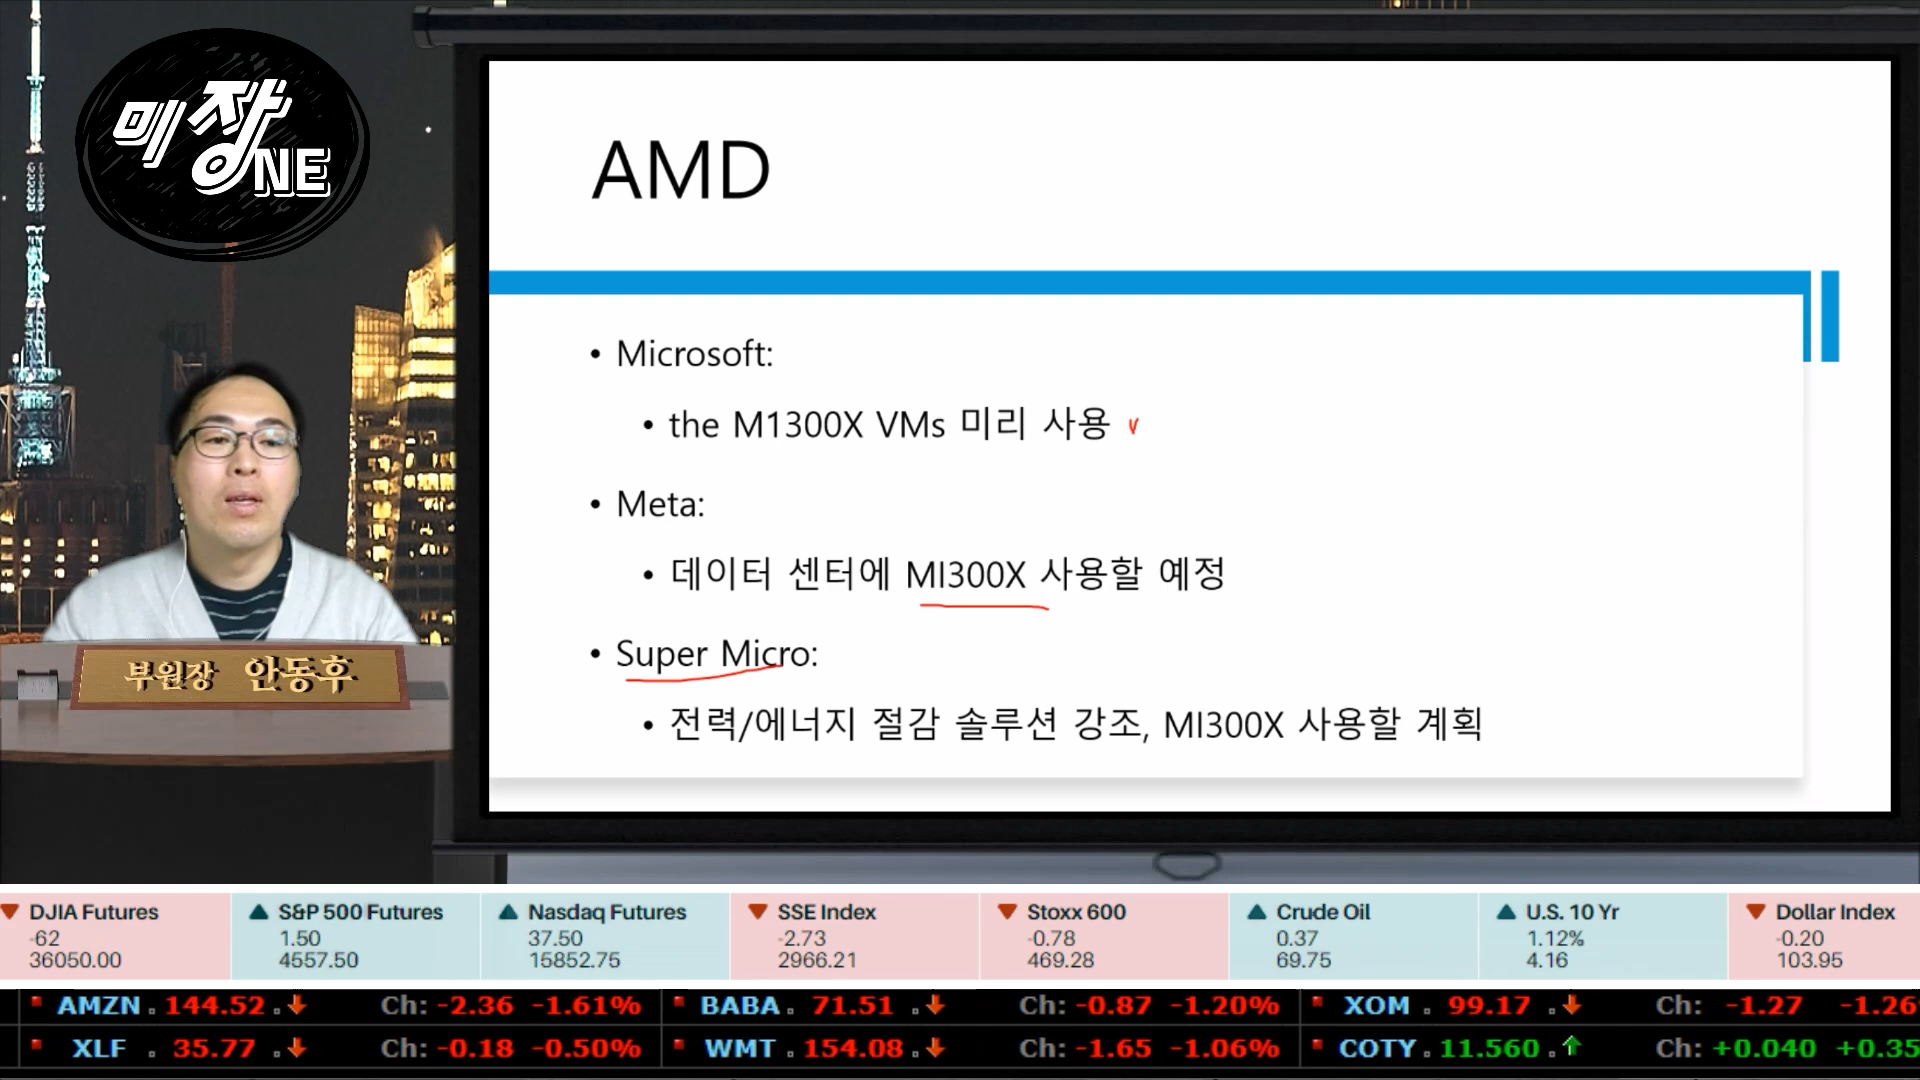 미장NE
AMD
• Microsoft:
• the M1300X VMs 미리 사용
• Meta:
• 데이터 센터에 MI300X 사용할 예정
• Super Micro:
• 전력/에너지 절감 솔루션 강조, MI300X 사용할 계획
부원장 안동후
DJIA Futures
-62
36050.00
S&P 500 Futures
1.50
4557.50
Nasdaq Futures
37.50
15852.75
SSE Index
-2.73
2966.21
Stoxx 600
-0.78
469.28
Crude Oil
0.37
69.75
U.S. 10 Yr
1.12%
4.16
Dollar Index
-0.20
103.95
AMZN . 144.52 . Ch: -2.36 -1.61% BABA . 71.51 . Ch: -0.87 -1.20% XOM . 99.17 . Ch: -1.27 -1.26
XLF . 35.77 . Ch: -0.18 -0.50% WMT . 154.08 . Ch: -1.65 -1.06% COTY . 11.560 . Ch: +0.040 +0.35